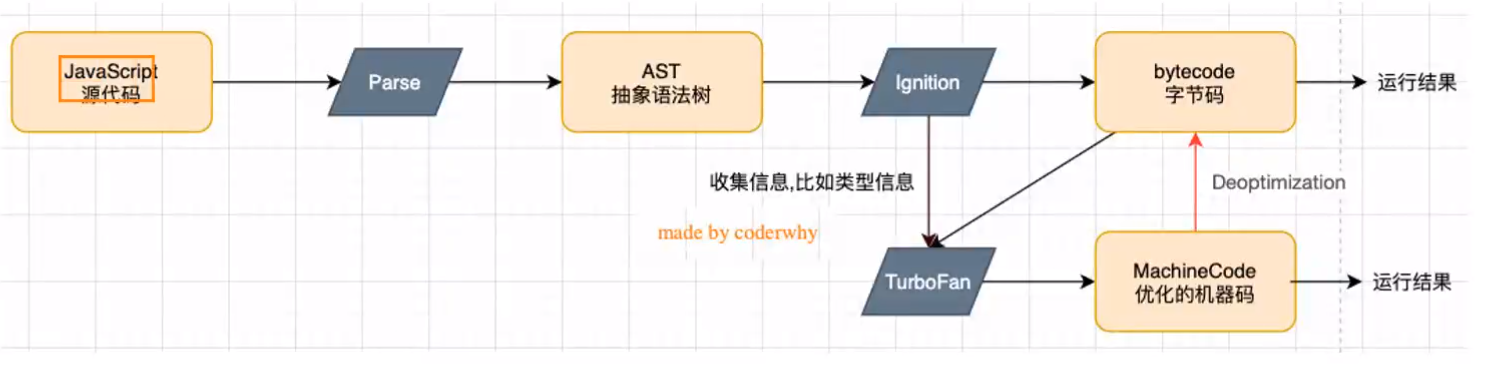 JavaScript
源代码
Parse
AST
抽象语法树
Ignition
bytecode
字节码
运行结果
收集信息,比如类型信息
Deoptimization
made by coderwhy
TurboFan
MachineCode
优化的机器码
运行结果